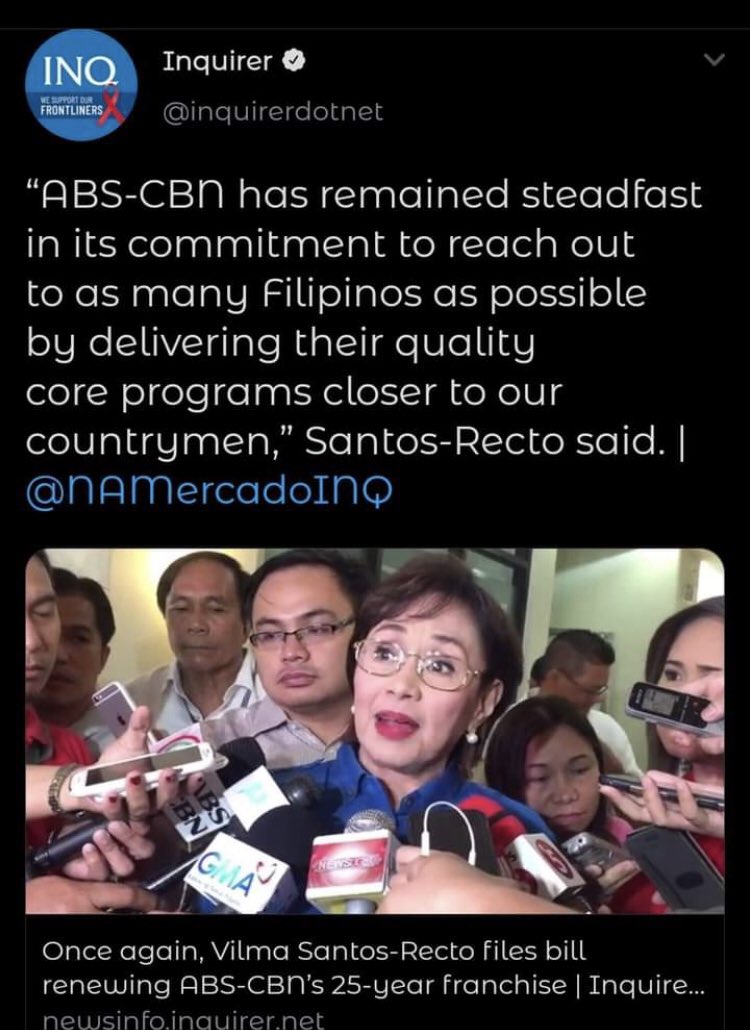 Inquirer
INQ
WE SUPPORT OUR
FRONTLINERS
@inquirerdotnet
“ABS-CBN has remained steadfast
in its commitment to reach out
to as many Filipinos as possible
by delivering their quality
core programs closer to our
countrymen,” Santos-Recto said. |
@NAMercadoINQ
ABS
CBN
GMA
NEWS
Once again, Vilma Santos-Recto files bill
renewing ABS-CBN's 25-year franchise | Inquire...
newsinfo.inquirer.net